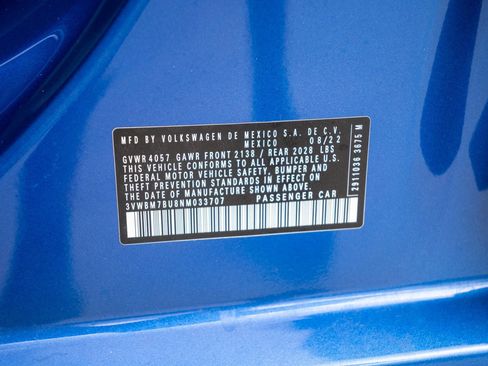 MFD BY VOLKSWAGEN DE MEXICO S.A. DE C.V.
MEXICO 08/22
GVWR 4057 GAWR FRONT 2138 / REAR 2028 LBS
THIS VEHICLE CONFORMS TO ALL APPLICABLE U.S.
FEDERAL MOTOR VEHICLE SAFETY, BUMPER AND
THEFT PREVENTION STANDARDS IN EFFECT ON
THE DATE OF MANUFACTURE SHOWN ABOVE.
3VWBM7BU8NM033707 PASSENGER CAR
2911036 3675 M